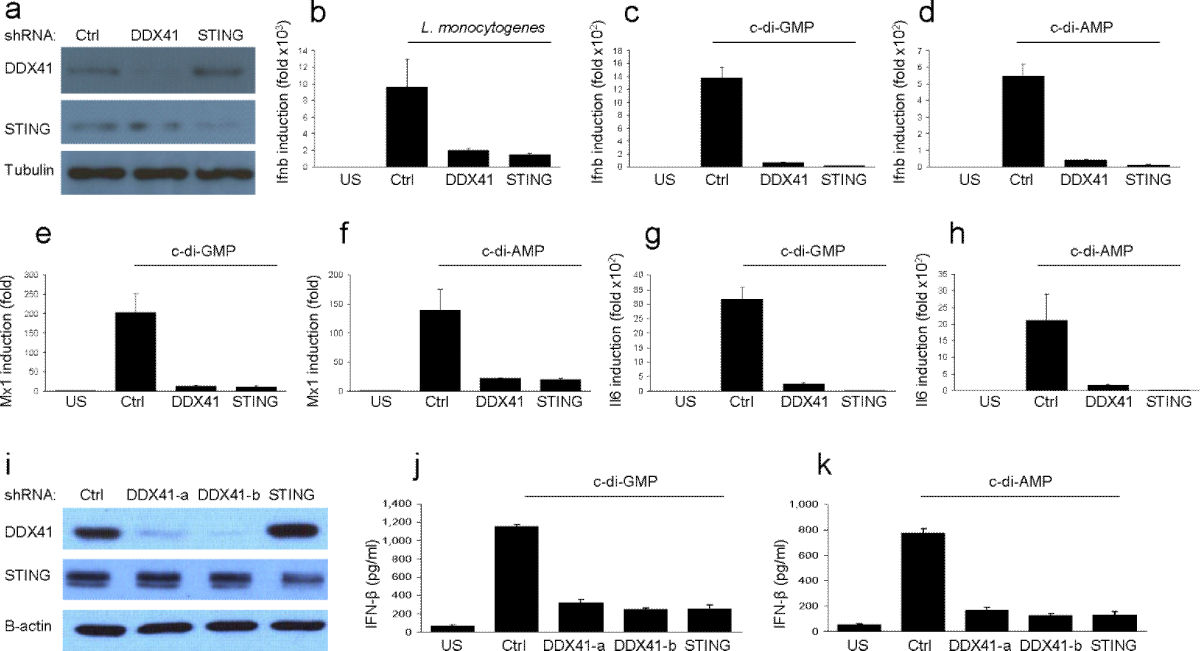 a
shRNA: Ctrl DDX41 STING
DDX41
STING
Tubulin
b
L. monocytogenes
Ifnb induction (fold x10³)
14
12
10
8
6
4
2
0
US Ctrl DDX41 STING
c
c-di-GMP
Ifnb induction (fold x10²)
18
16
14
12
10
8
6
4
2
0
US Ctrl DDX41 STING
d
c-di-AMP
Ifnb induction (fold x10²)
7
6
5
4
3
2
1
0
US Ctrl DDX41 STING
e
c-di-GMP
Mx1 induction (fold)
300
250
200
150
100
50
0
US Ctrl DDX41 STING
f
c-di-AMP
Mx1 induction (fold)
200
150
100
50
0
US Ctrl DDX41 STING
g
c-di-GMP
Il6 induction (fold x10²)
40
35
30
25
20
15
10
5
0
US Ctrl DDX41 STING
h
c-di-AMP
Il6 induction (fold x10²)
35
30
25
20
15
10
5
0
US Ctrl DDX41 STING
i
shRNA: Ctrl DDX41-a DDX41-b STING
DDX41
STING
B-actin
j
c-di-GMP
IFN-β (pg/ml)
1,400
1,200
1,000
800
600
400
200
0
US Ctrl DDX41-a DDX41-b STING
k
c-di-AMP
IFN-β (pg/ml)
1,000
800
600
400
200
0
US Ctrl DDX41-a DDX41-b STING